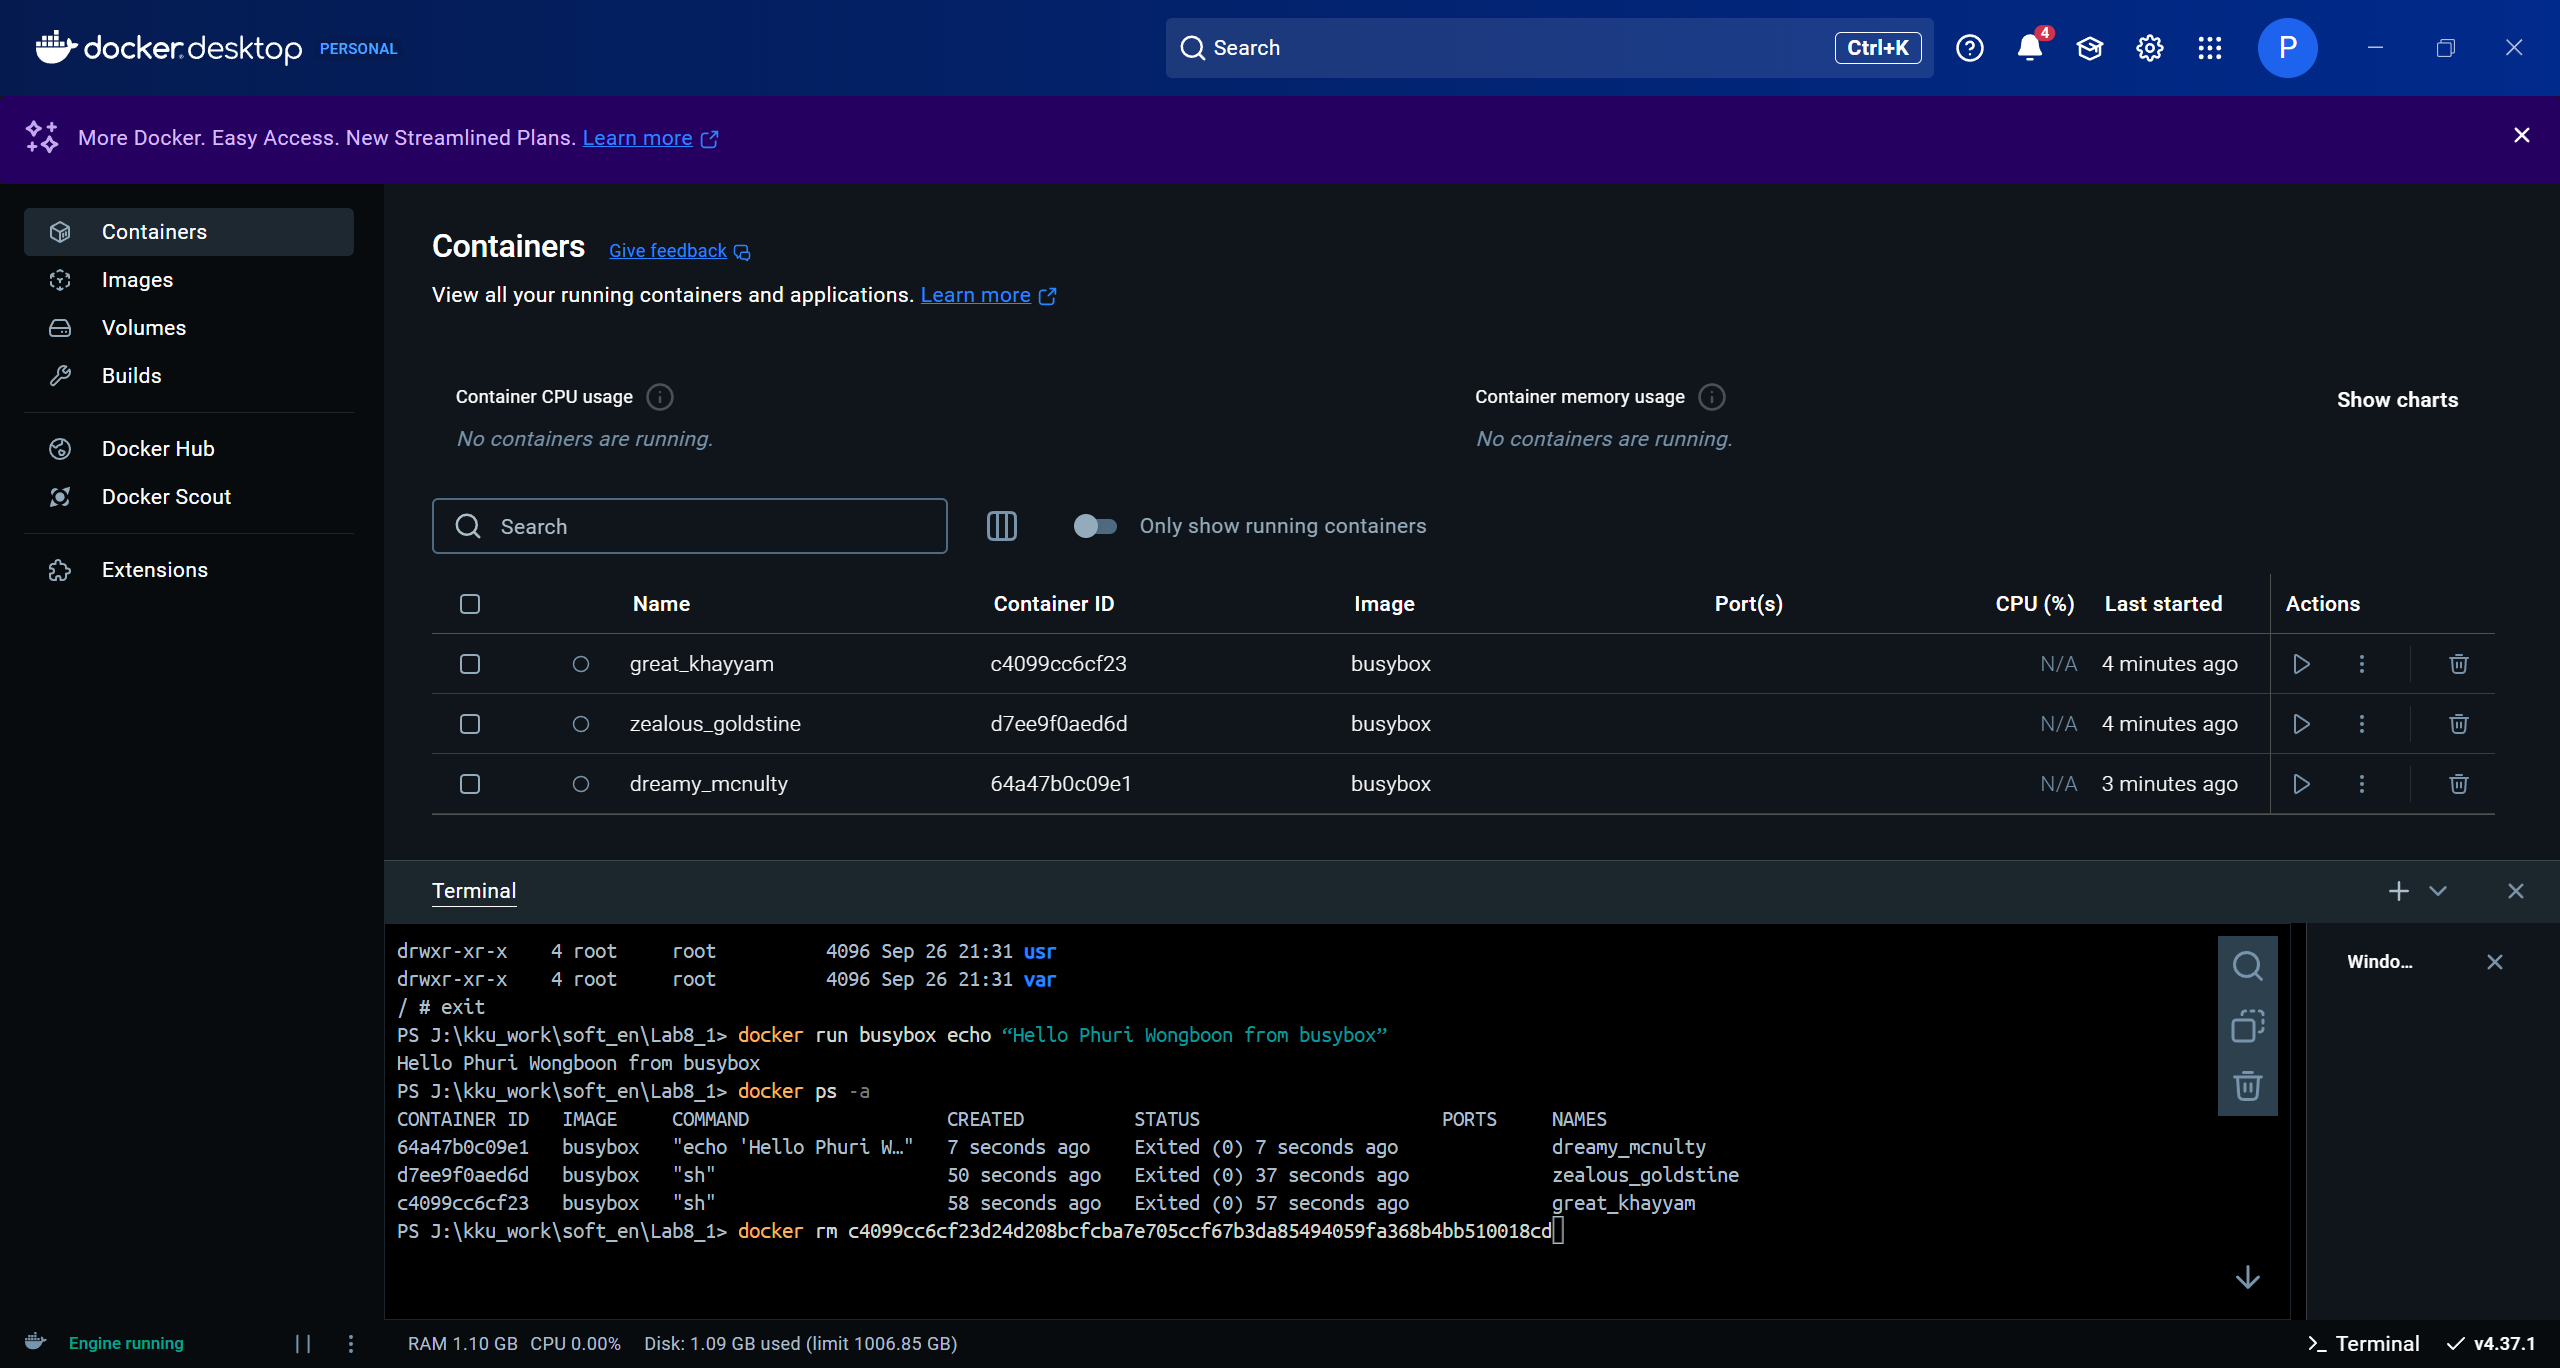 docker desktop PERSONAL Search Ctrl+K 4 P
More Docker. Easy Access. New Streamlined Plans. Learn more
Containers
Images
Volumes
Builds
Docker Hub
Docker Scout
Extensions
Containers Give feedback
View all your running containers and applications. Learn more
Container CPU usage
No containers are running.
Container memory usage
No containers are running.
Show charts
Search Only show running containers
Name Container ID Image Port(s) CPU (%) Last started Actions
great_khayyam c4099cc6cf23 busybox N/A 4 minutes ago
zealous_goldstine d7ee9f0aed6d busybox N/A 4 minutes ago
dreamy_mcnulty 64a47b0c09e1 busybox N/A 3 minutes ago
Terminal
drwxr-xr-x 4 root root 4096 Sep 26 21:31 usr
drwxr-xr-x 4 root root 4096 Sep 26 21:31 var
/ # exit
PS J:\kku_work\soft_en\Lab8_1> docker run busybox echo “Hello Phuri Wongboon from busybox”
Hello Phuri Wongboon from busybox
PS J:\kku_work\soft_en\Lab8_1> docker ps -a
CONTAINER ID IMAGE COMMAND CREATED STATUS PORTS NAMES
64a47b0c09e1 busybox "echo 'Hello Phuri W…" 7 seconds ago Exited (0) 7 seconds ago dreamy_mcnulty
d7ee9f0aed6d busybox "sh" 50 seconds ago Exited (0) 37 seconds ago zealous_goldstine
c4099cc6cf23 busybox "sh" 58 seconds ago Exited (0) 57 seconds ago great_khayyam
PS J:\kku_work\soft_en\Lab8_1> docker rm c4099cc6cf23d24d208bcfcba7e705ccf67b3da85494059fa368b4bb510018cd
Windo...
Engine running RAM 1.10 GB CPU 0.00% Disk: 1.09 GB used (limit 1006.85 GB) >_ Terminal v4.37.1